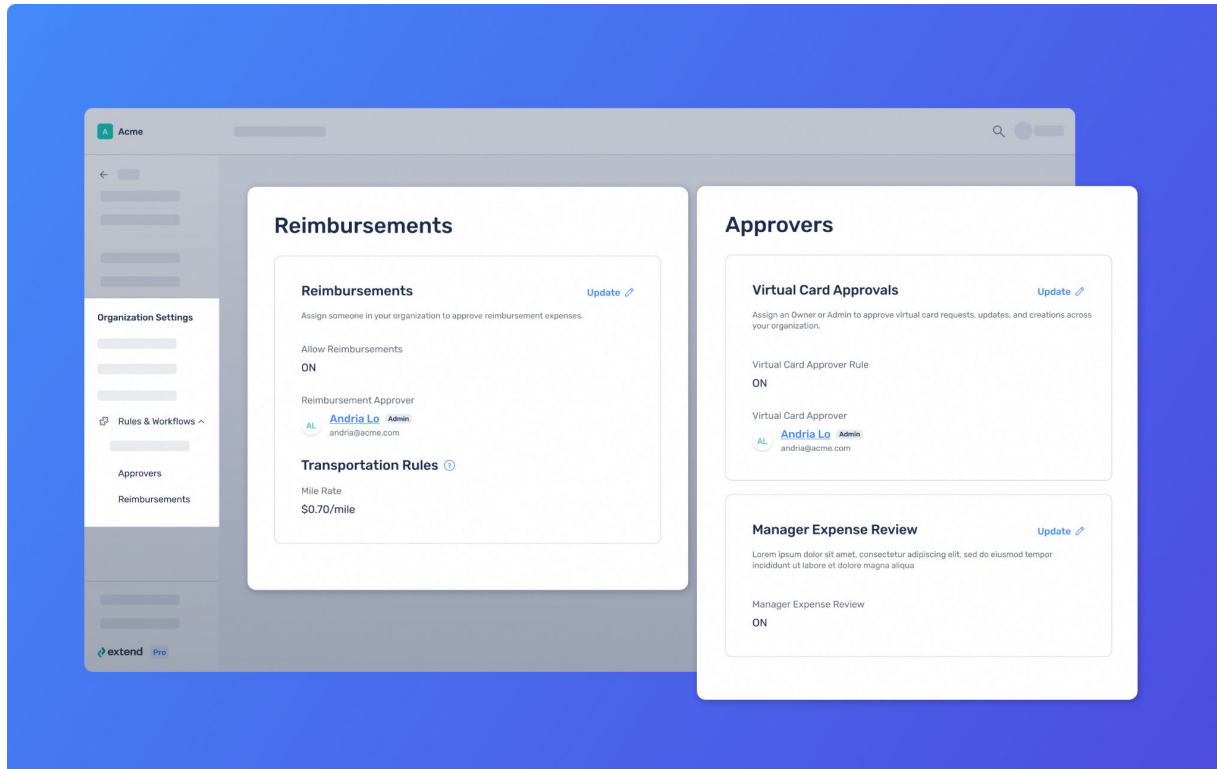 A Acme
Organization Settings
Rules & Workflows
Approvers
Reimbursements
extend Pro
Reimbursements
Reimbursements
Update
Assign someone in your organization to approve reimbursement expenses.
Allow Reimbursements
ON
Reimbursement Approver
AL
Andria Lo Admin
andria@acme.com
Transportation Rules ?
Mile Rate
$0.70/mile
Approvers
Virtual Card Approvals
Update
Assign an Owner or Admin to approve virtual card requests, updates, and creations across
your organization.
Virtual Card Approver Rule
ON
Virtual Card Approver
AL
Andria Lo Admin
andria@acme.com
Manager Expense Review
Update
Lorem ipsum dolor sit amet, consectetur adipiscing elit, sed do eiusmod tempor
incididunt ut labore et dolore magna aliqua
Manager Expense Review
ON